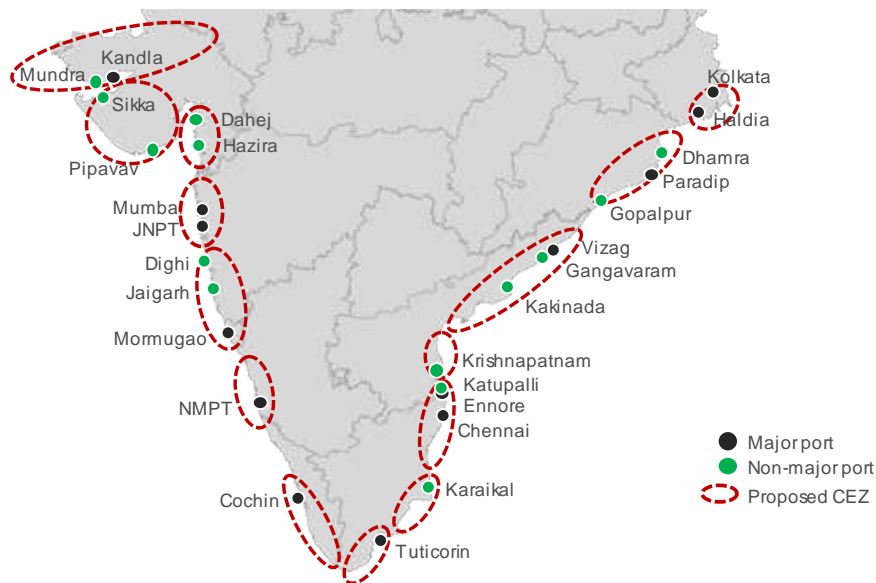 Kandla
Mundra
Sikka
Dahej
Hazira
Pipavav
Mumba
JNPT
Dighi
Jaigarh
Mormugao
NMPT
Cochin
Kolkata
Haldia
Dhamra
Paradip
Gopalpur
Vizag
Gangavaram
Kakinada
Krishnapatnam
Katupalli
Ennore
Chennai
Karaikal
Tuticorin
Major port
Non-major port
Proposed CEZ